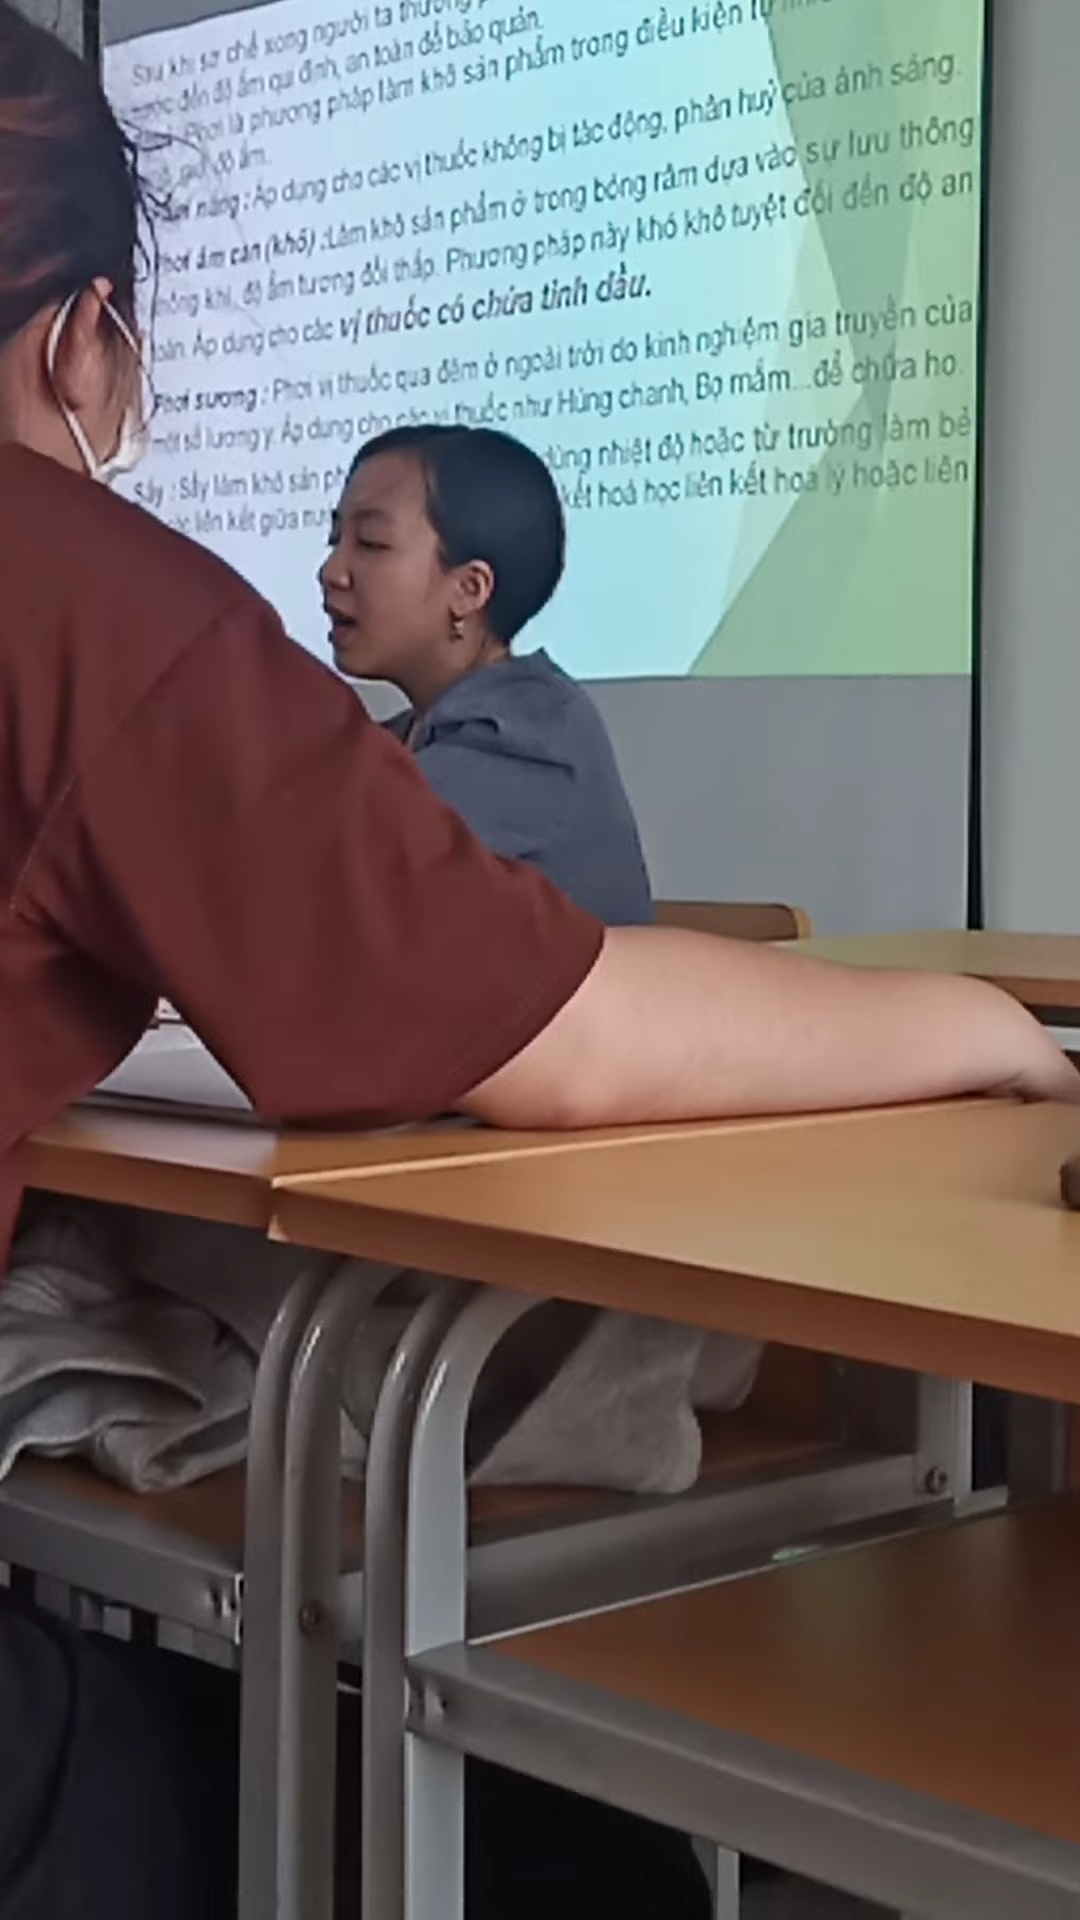 Sau khi sơ chế xong người ta thường
đến độ ẩm qui định, an toàn để bảo quản.
Phơi là phương pháp làm khô sản phẩm trong điều kiện tự
độ ẩm.
nắng : Áp dụng cho các vị thuốc không bị tác động, phân huỷ của ánh sáng.
Phơi âm can (khô) :Làm khô sản phẩm ở trong bóng râm dựa vào sự lưu thông
không khí, độ ẩm tương đối thấp. Phương pháp này khó khô tuyệt đối đến độ an
toàn. Áp dụng cho các vị thuốc có chứa tinh dầu.
Phơi sương : Phơi vị thuốc qua đêm ở ngoài trời do kinh nghiệm gia truyền của
một số lương y. Áp dụng cho các vị thuốc như Húng chanh, Bọ mắm...để chữa ho.
Sấy : Sấy làm khô sản dùng nhiệt độ hoặc từ trường làm bẻ
liên kết giữa kết hoá học liên kết hoá lý hoặc liên